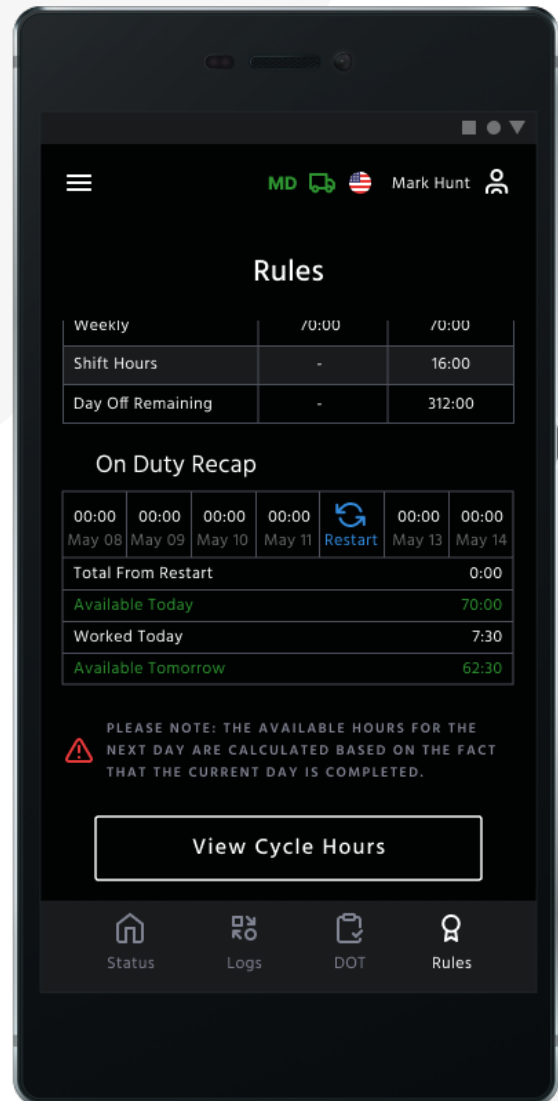 MD Mark Hunt
Rules
Weekly 70:00 70:00
Shift Hours - 16:00
Day Off Remaining - 312:00
On Duty Recap
00:00 00:00 00:00 00:00 00:00 00:00
May 08 May 09 May 10 May 11 Restart May 13 May 14
Total From Restart 0:00
Available Today 70:00
Worked Today 7:30
Available Tomorrow 62:30
PLEASE NOTE: THE AVAILABLE HOURS FOR THE
NEXT DAY ARE CALCULATED BASED ON THE FACT
THAT THE CURRENT DAY IS COMPLETED.
View Cycle Hours
Status Logs DOT Rules